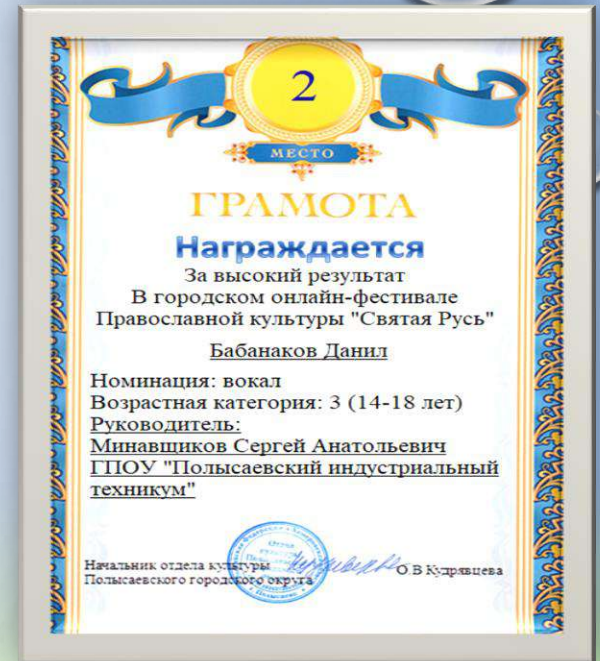 2
МЕСТО
ГРАМОТА
Награждается
За высокий результат
В городском онлайн-фестивале
Православной культуры "Святая Русь"
Бабанаков Данил
Номинация: вокал
Возрастная категория: 3 (14-18 лет)
Руководитель:
Минавщиков Сергей Анатольевич
ГПОУ "Полысаевский индустриальный
техникум"
Начальник отдела культуры
Полысаевского городского округа
О В Кудрявцева